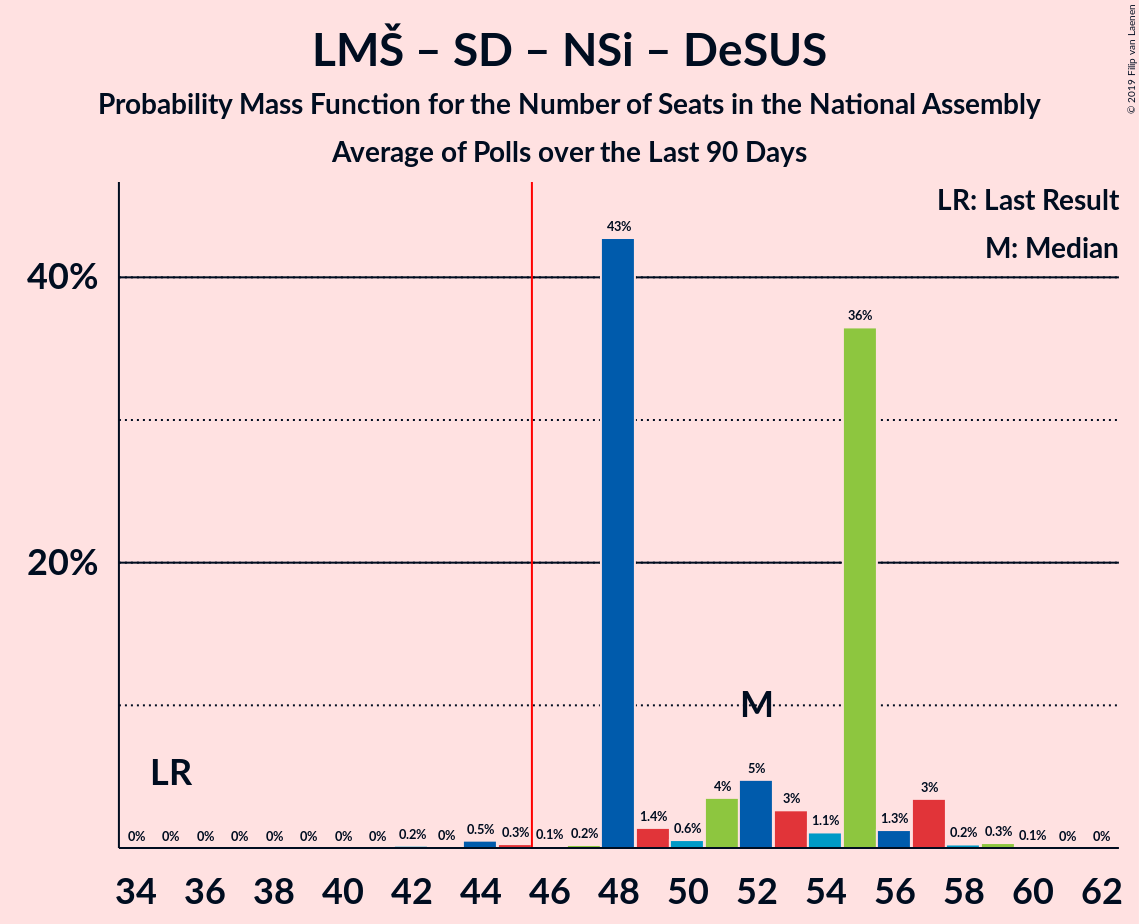 LMŠ – SD – NSi – DeSUS
Probability Mass Function for the Number of Seats in the National Assembly
Average of Polls over the Last 90 Days
© 2019 Filip van Laenen
LR: Last Result
M: Median
40%
20%
LR
M
0% 0% 0% 0% 0% 0% 0% 0% 0.2% 0% 0.5% 0.3% 0.1% 0.2% 43% 1.4% 0.6% 4% 5% 3% 1.1% 36% 1.3% 3% 0.2% 0.3% 0.1% 0% 0%
34 36 38 40 42 44 46 48 50 52 54 56 58 60 62